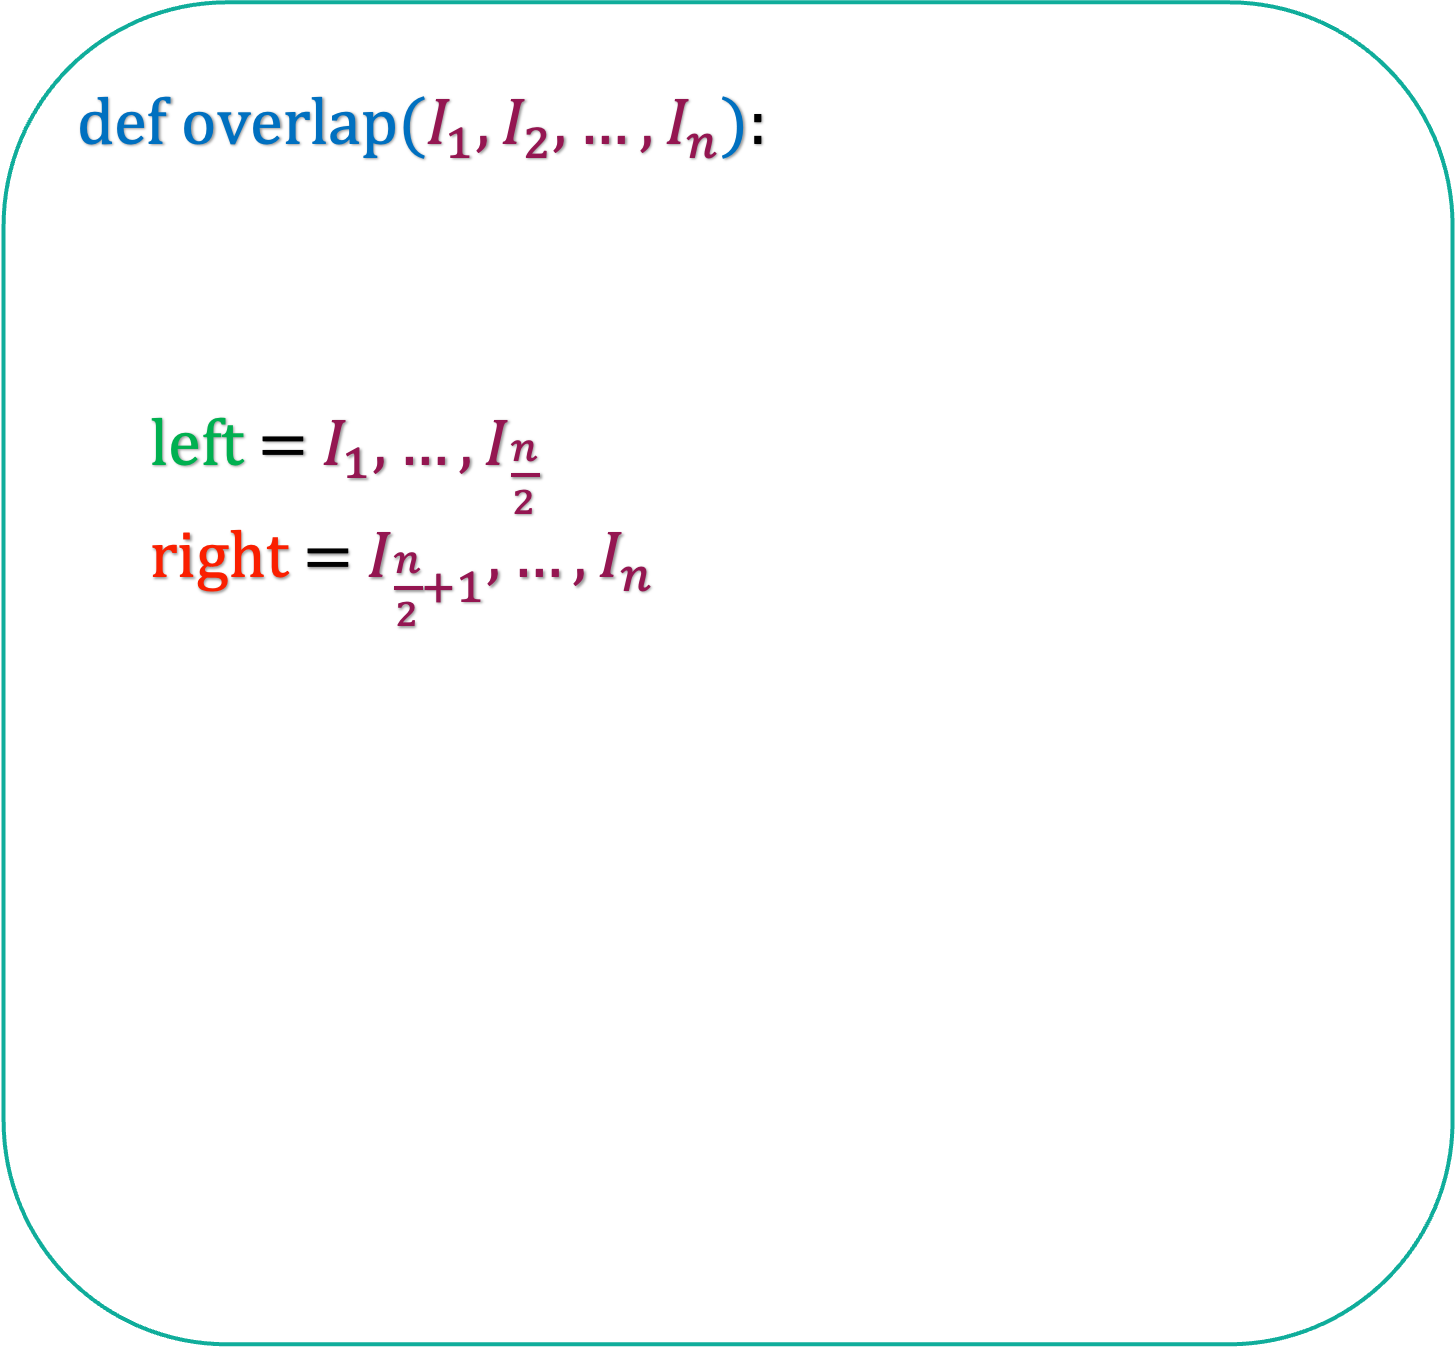 def overlap(I₁, I₂, … , Iₙ):
left = I₁, … , I_{n/2}
right = I_{n/2+1}, … , Iₙ